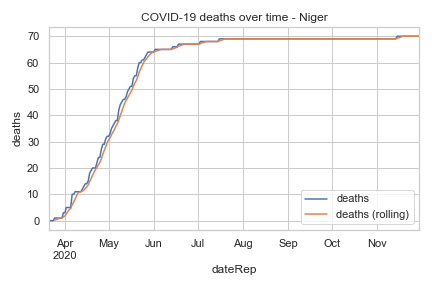 COVID-19 deaths over time - Niger
70
60
50
40
30
20
10
0
deaths
deaths
deaths (rolling)
Apr May Jun Jul Aug Sep Oct Nov
2020
dateRep